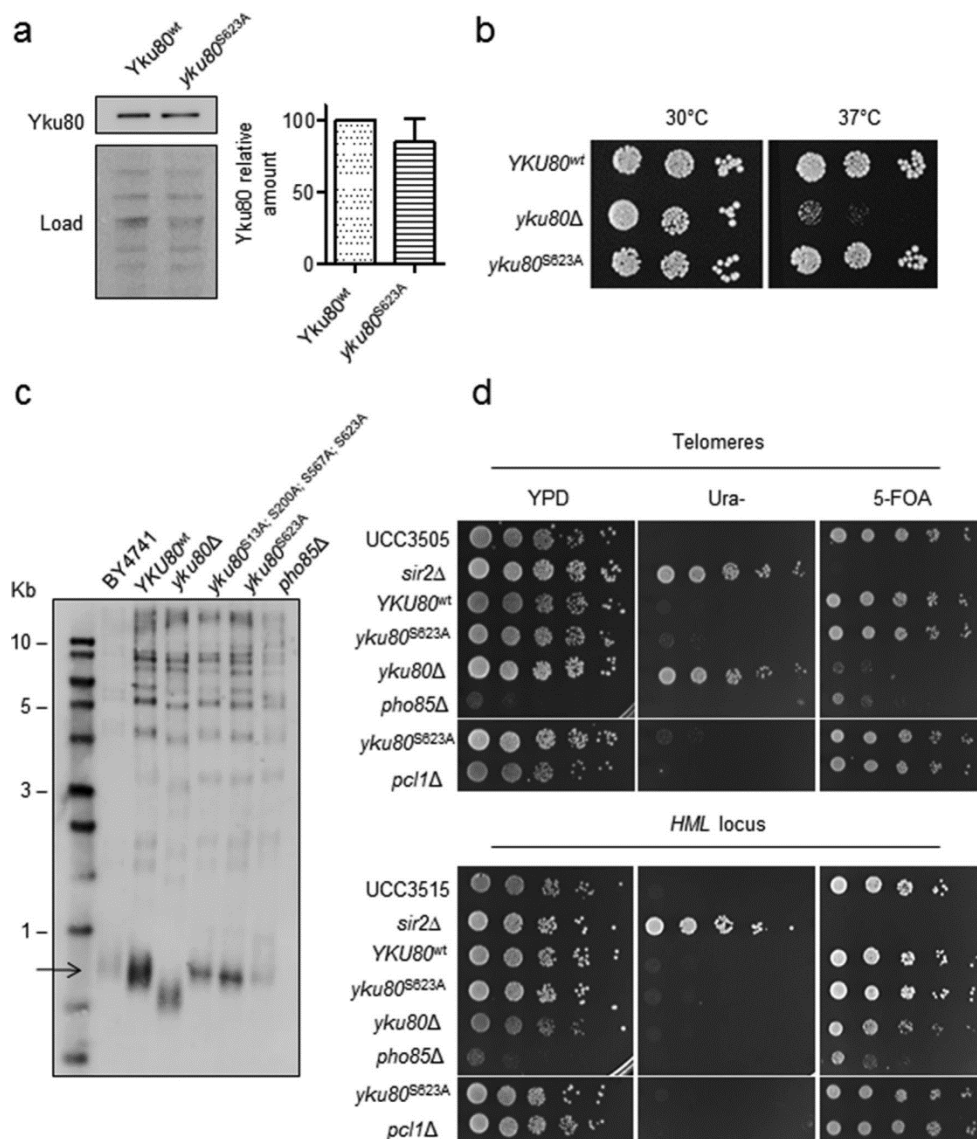 a
Yku80ʷᵗ
yku80ˢ⁶²³ᴬ
Yku80
Load
Yku80 relative
amount
100
50
0
Yku80ʷᵗ
yku80ˢ⁶²³ᴬ
b
30°C
37°C
YKU80ʷᵗ
yku80Δ
yku80ˢ⁶²³ᴬ
c
Kb
BY4741
YKU80ʷᵗ
yku80Δ
yku80ˢ¹³ᴬ; ˢ²⁰⁰ᴬ; ˢ⁵⁶⁷ᴬ; ˢ⁶²³ᴬ
yku80ˢ⁶²³ᴬ
pho85Δ
10 –
5 –
3 –
1 –
d
Telomeres
YPD
Ura-
5-FOA
UCC3505
sir2Δ
YKU80ʷᵗ
yku80ˢ⁶²³ᴬ
yku80Δ
pho85Δ
yku80ˢ⁶²³ᴬ
pcl1Δ
HML locus
UCC3515
sir2Δ
YKU80ʷᵗ
yku80ˢ⁶²³ᴬ
yku80Δ
pho85Δ
yku80ˢ⁶²³ᴬ
pcl1Δ